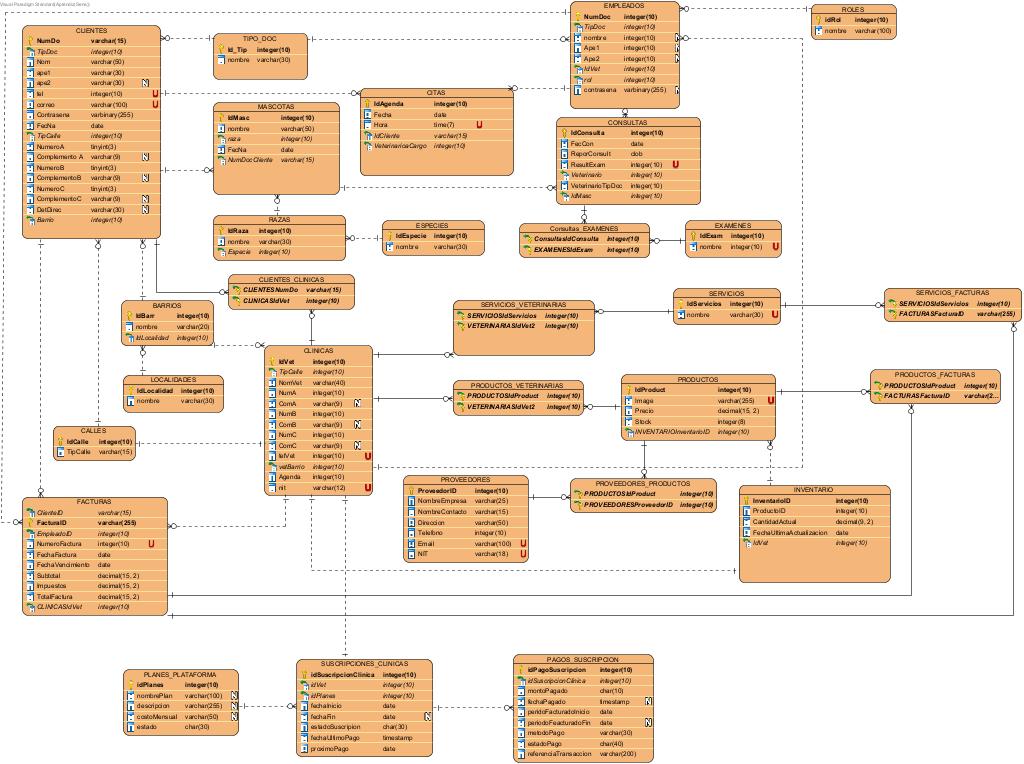 Visual Paradigm Standard(Aprendiz(Sena))
CLIENTES
NumDo varchar(15)
TipDoc integer(10)
Nom varchar(50)
ape1 varchar(30)
ape2 varchar(30) N
tel integer(10) U
correo varchar(100) U
Contrasena varbinary(255)
FecNa date
TipCalle integer(10)
NumeroA tinyint(3)
Complemento A varchar(9) N
NumeroB tinyint(3)
ComplementoB varchar(9) N
NumeroC tinyint(3)
ComplementoC varchar(9) N
DetDirec varchar(30) N
Barrio integer(10)
TIPO_DOC
Id_Tip integer(10)
nombre varchar(30)
EMPLEADOS
NumDoc integer(10)
TipDoc integer(10)
nombre integer(10)
Ape1 integer(10)
Ape2 integer(10)
IdVet integer(10)
rol integer(10)
contrasena varbinary(255)
ROLES
idRol integer(10)
nombre varchar(100)
MASCOTAS
IdMasc integer(10)
nombre varchar(50)
raza integer(10)
FecNa date
NumDocCliente varchar(15)
CITAS
IdAgenda integer(10)
Fecha date
Hora time(7) U
IdCliente varchar(15)
VeterinarioCargo integer(10)
CONSULTAS
IdConsulta integer(10)
FecCon date
ReporConsult clob
ResultExam integer(10) U
Veterinario integer(10)
VeterinarioTipDoc integer(10)
IdMasc integer(10)
RAZAS
IdRaza integer(10)
nombre varchar(30)
Especie integer(10)
ESPECIES
IdEspecie integer(10)
nombre varchar(30)
Consultas_EXAMENES
ConsultasIdConsulta integer(10)
EXAMENESIdExam integer(10)
EXAMENES
IdExam integer(10)
nombre integer(10) U
CLIENTES_CLINICAS
CLIENTESNumDo varchar(15)
CLINICASIdVet integer(10)
BARRIOS
IdBarr integer(10)
nombre varchar(20)
IdLocalidad integer(10)
SERVICIOS_VETERINARIAS
SERVICIOSIdServicios integer(10)
VETERINARIASIdVet2 integer(10)
SERVICIOS
IdServicios integer(10)
nombre varchar(30) U
SERVICIOS_FACTURAS
SERVICIOSIdServicios integer(10)
FACTURASFacturaID varchar(255)
CLINICAS
IdVet integer(10)
TipCalle integer(10)
NomVet varchar(40)
NumA integer(10)
ComA varchar(9) N
NumB integer(10)
ComB varchar(9) N
NumC integer(10)
ComC varchar(9) N
telVet integer(10) U
vetBarrio integer(10)
Agenda integer(10)
nit varchar(12) U
LOCALIDADES
IdLocalidad integer(10)
nombre varchar(30)
PRODUCTOS_VETERINARIAS
PRODUCTOSIdProduct integer(10)
VETERINARIASIdVet2 integer(10)
PRODUCTOS
IdProduct integer(10)
Image varchar(255) U
Precio decimal(15, 2)
Stock integer(8)
INVENTARIOInventarioID integer(10)
PRODUCTOS_FACTURAS
PRODUCTOSIdProduct integer(10)
FACTURASFacturaID varchar(2...
CALLES
IdCalle integer(10)
TipCalle varchar(15)
PROVEEDORES
ProveedorID integer(10)
NombreEmpresa varchar(25)
NombreContacto varchar(15)
Direccion varchar(50)
Telefono integer(10)
Email varchar(100) U
NIT varchar(18) U
PROVEEDORES_PRODUCTOS
PRODUCTOSIdProduct integer(10)
PROVEEDORESProveedorID integer(10)
INVENTARIO
InventarioID integer(10)
ProductoID integer(10)
CantidadActual decimal(9, 2)
FechaUltimaActualizacion date
IdVet integer(10)
FACTURAS
ClienteID varchar(15)
FacturaID varchar(255)
EmpleadoID integer(10)
NumeroFactura integer(10) U
FechaFactura date
FechaVencimiento date
Subtotal decimal(15, 2)
Impuestos decimal(15, 2)
TotalFactura decimal(15, 2)
CLINICASIdVet integer(10)
PLANES_PLATAFORMA
idPlanes integer(10)
nombrePlan varchar(100) N
descripcion varchar(255) N
costoMensual varchar(50) N
estado char(30)
SUSCRIPCIONES_CLINICAS
idSuscripcionClinica integer(10)
idVet integer(10)
idPlanes integer(10)
fechaInicio date
fechaFin date N
estadoSuscripcion char(30)
fechaUltimoPago timestamp
proximoPago date
PAGOS_SUSCRIPCION
idPagoSuscripcion integer(10)
idSuscripcionClinica integer(10)
montoPagado char(10)
fechaPagado timestamp N
peridoFacturadoInicio date
periodoFeacturadoFin date N
metodoPago varchar(30)
estadoPago char(40)
referenciaTransaccion varchar(200)